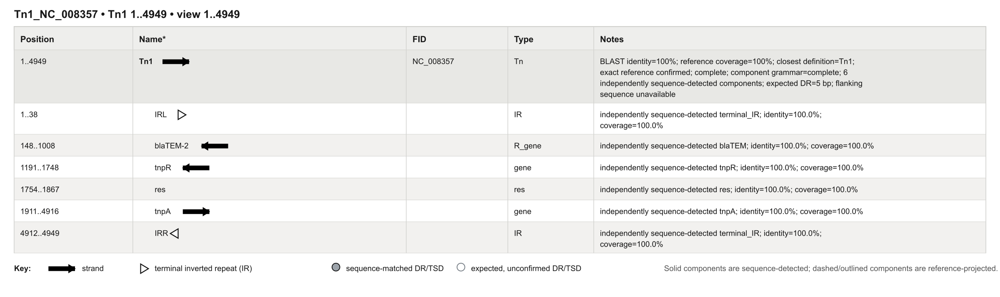 Tn1_NC_008357 • Tn1 1..4949 • view 1..4949
Position Name* FID Type Notes
1..4949 Tn1 NC_008357 Tn BLAST identity=100%; reference coverage=100%; closest definition=Tn1;
exact reference confirmed; complete; component grammar=complete; 6
independently sequence-detected components; expected DR=5 bp; flanking
sequence unavailable
1..38 IRL IR independently sequence-detected terminal_IR; identity=100.0%;
coverage=100.0%
148..1008 blaTEM-2 R_gene independently sequence-detected blaTEM; identity=100.0%; coverage=100.0%
1191..1748 tnpR gene independently sequence-detected tnpR; identity=100.0%; coverage=100.0%
1754..1867 res res independently sequence-detected res; identity=100.0%; coverage=100.0%
1911..4916 tnpA gene independently sequence-detected tnpA; identity=100.0%; coverage=100.0%
4912..4949 IRR IR independently sequence-detected terminal_IR; identity=100.0%;
coverage=100.0%
Key: strand terminal inverted repeat (IR) sequence-matched DR/TSD expected, unconfirmed DR/TSD Solid components are sequence-detected; dashed/outlined components are reference-projected.